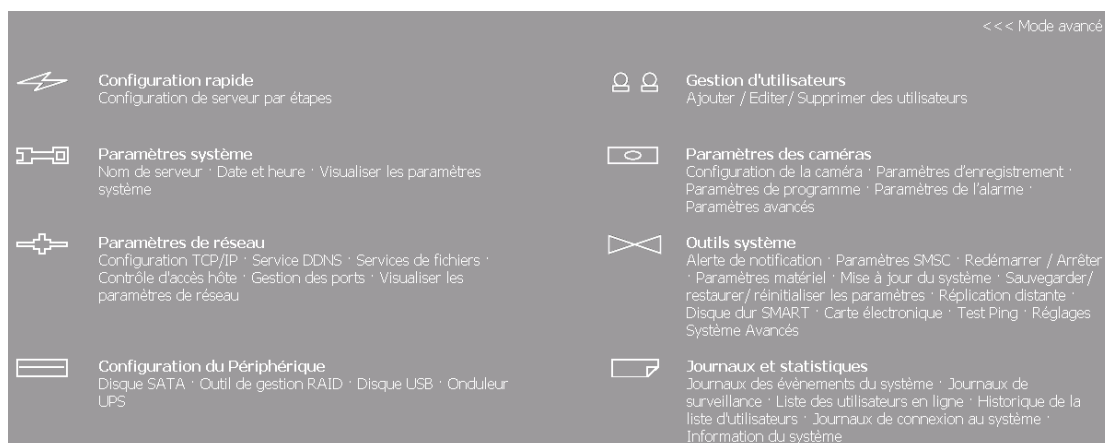 <<< Mode avancé
Configuration rapide
Configuration de serveur par étapes
Gestion d'utilisateurs
Ajouter / Editer/ Supprimer des utilisateurs
Paramètres système
Nom de serveur · Date et heure · Visualiser les paramètres
système
Paramètres des caméras
Configuration de la caméra · Paramètres d'enregistrement ·
Paramètres de programme · Paramètres de l'alarme ·
Paramètres avancés
Paramètres de réseau
Configuration TCP/IP · Service DDNS · Services de fichiers ·
Contrôle d'accès hôte · Gestion des ports · Visualiser les
paramètres de réseau
Outils système
Alerte de notification · Paramètres SMSC · Redémarrer / Arrêter
· Paramètres matériel · Mise à jour du système · Sauvegarder/
restaurer/ réinitialiser les paramètres · Réplication distante ·
Disque dur SMART · Carte électronique · Test Ping · Réglages
Système Avancés
Configuration du Périphérique
Disque SATA · Outil de gestion RAID · Disque USB · Onduleur
UPS
Journaux et statistiques
Journaux des évènements du système · Journaux de
surveillance · Liste des utilisateurs en ligne · Historique de la
liste d'utilisateurs · Journaux de connexion au système ·
Information du système